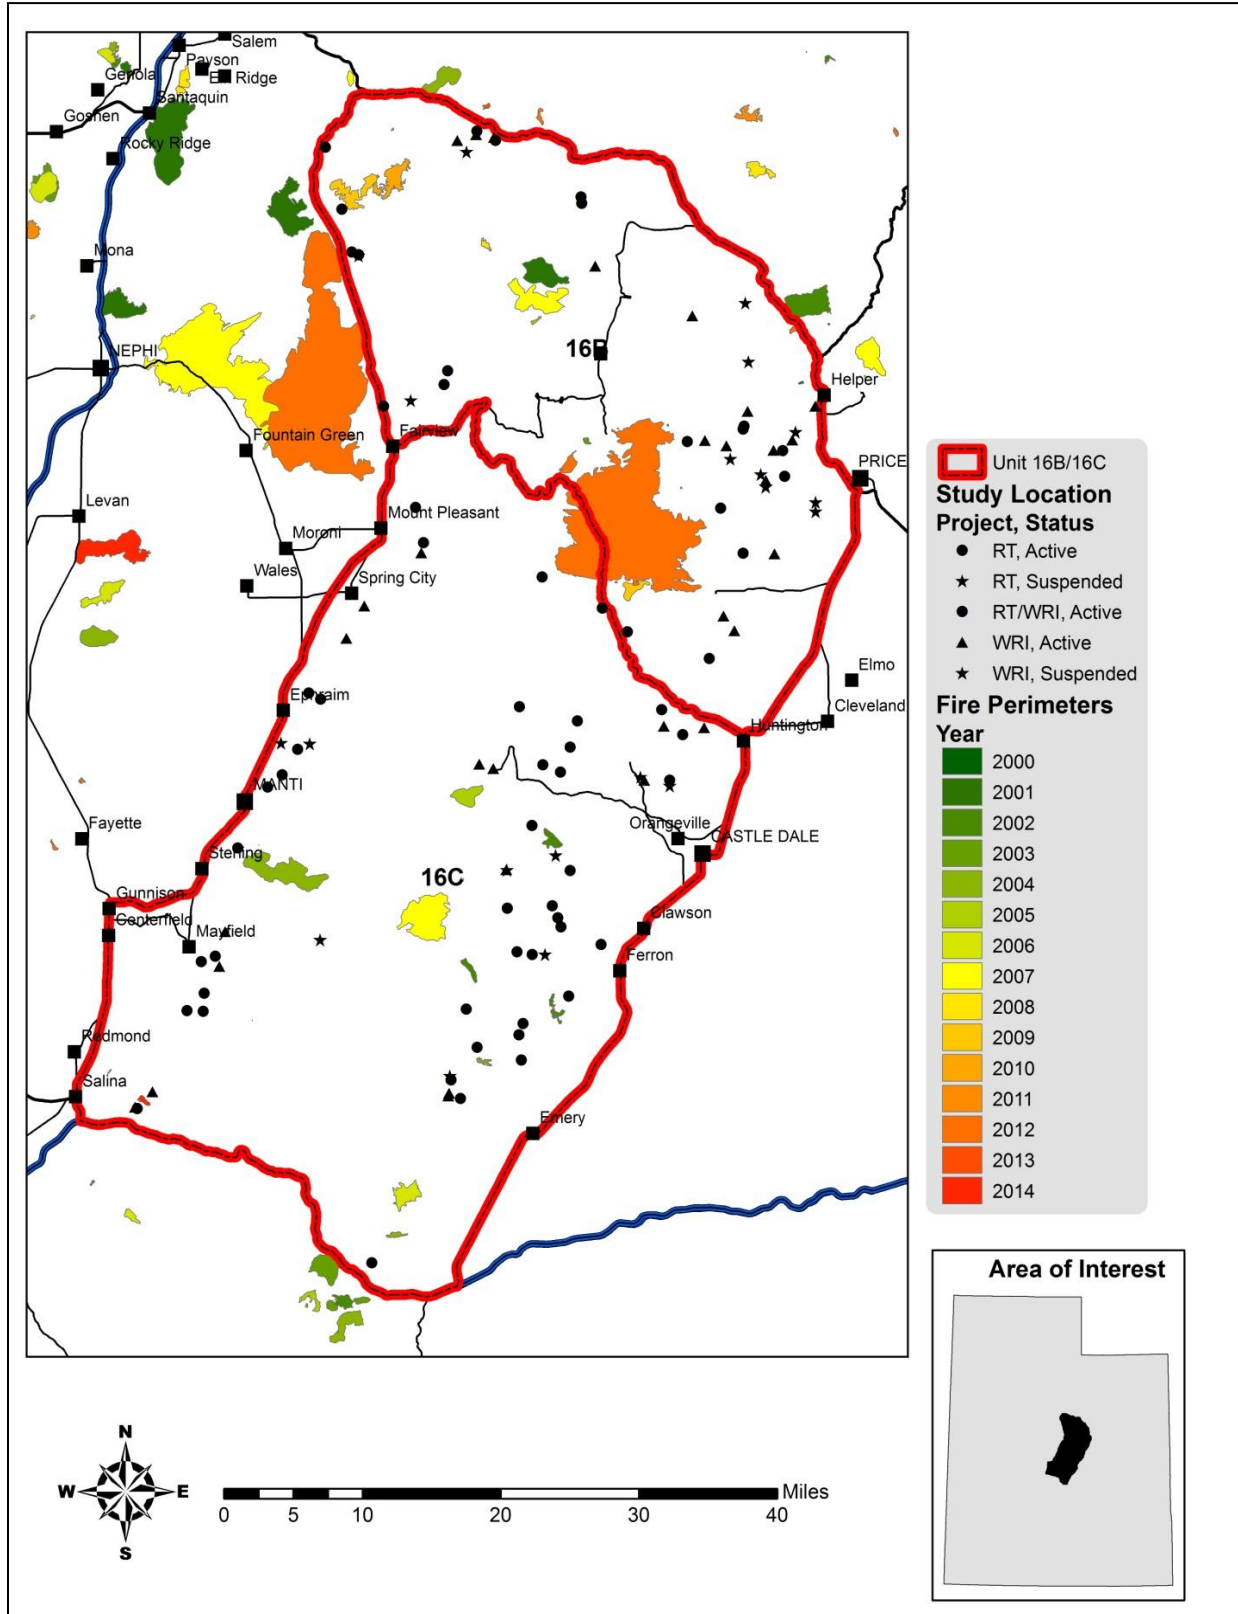 Salem
Payson
Genola
Elk Ridge
Santaquin
Goshen
Rocky Ridge
Mona
NEPHI
16B
Helper
Fountain Green
Fairview
PRICE
Levan
Mount Pleasant
Moroni
Wales
Spring City
Elmo
Ephraim
Cleveland
Huntington
MANTI
Fayette
Orangeville
CASTLE DALE
Sterling
16C
Gunnison
Centerfield
Clawson
Mayfield
Ferron
Redmond
Salina
Emery
Unit 16B/16C
Study Location
Project, Status
RT, Active
RT, Suspended
RT/WRI, Active
WRI, Active
WRI, Suspended
Fire Perimeters
Year
2000
2001
2002
2003
2004
2005
2006
2007
2008
2009
2010
2011
2012
2013
2014
Area of Interest
N
W E
S
Miles
0 5 10 20 30 40